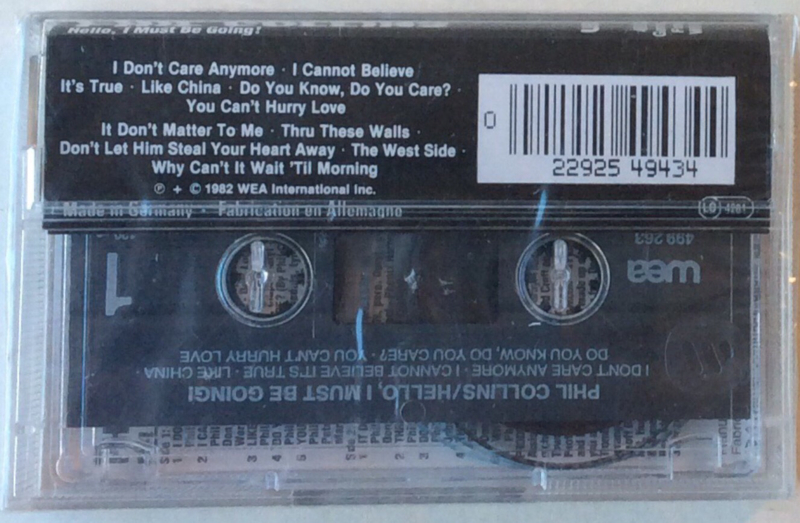 Hello, I Must Be Going!
I Don't Care Anymore · I Cannot Believe
It's True · Like China · Do You Know, Do You Care? ·
You Can't Hurry Love
It Don't Matter To Me · Thru These Walls ·
Don't Let Him Steal Your Heart Away · The West Side ·
Why Can't It Wait 'Til Morning
℗ + © 1982 WEA International Inc.
0
22925 49434
Made in Germany · Fabrication en Allemagne
LC 4281
499 263
wea
1
DO YOU KNOW, DO YOU CARE? · YOU CAN'T HURRY LOVE
I DON'T CARE ANYMORE · I CANNOT BELIEVE IT'S TRUE · LIKE CHINA ·
PHIL COLLINS/HELLO, I MUST BE GOING!